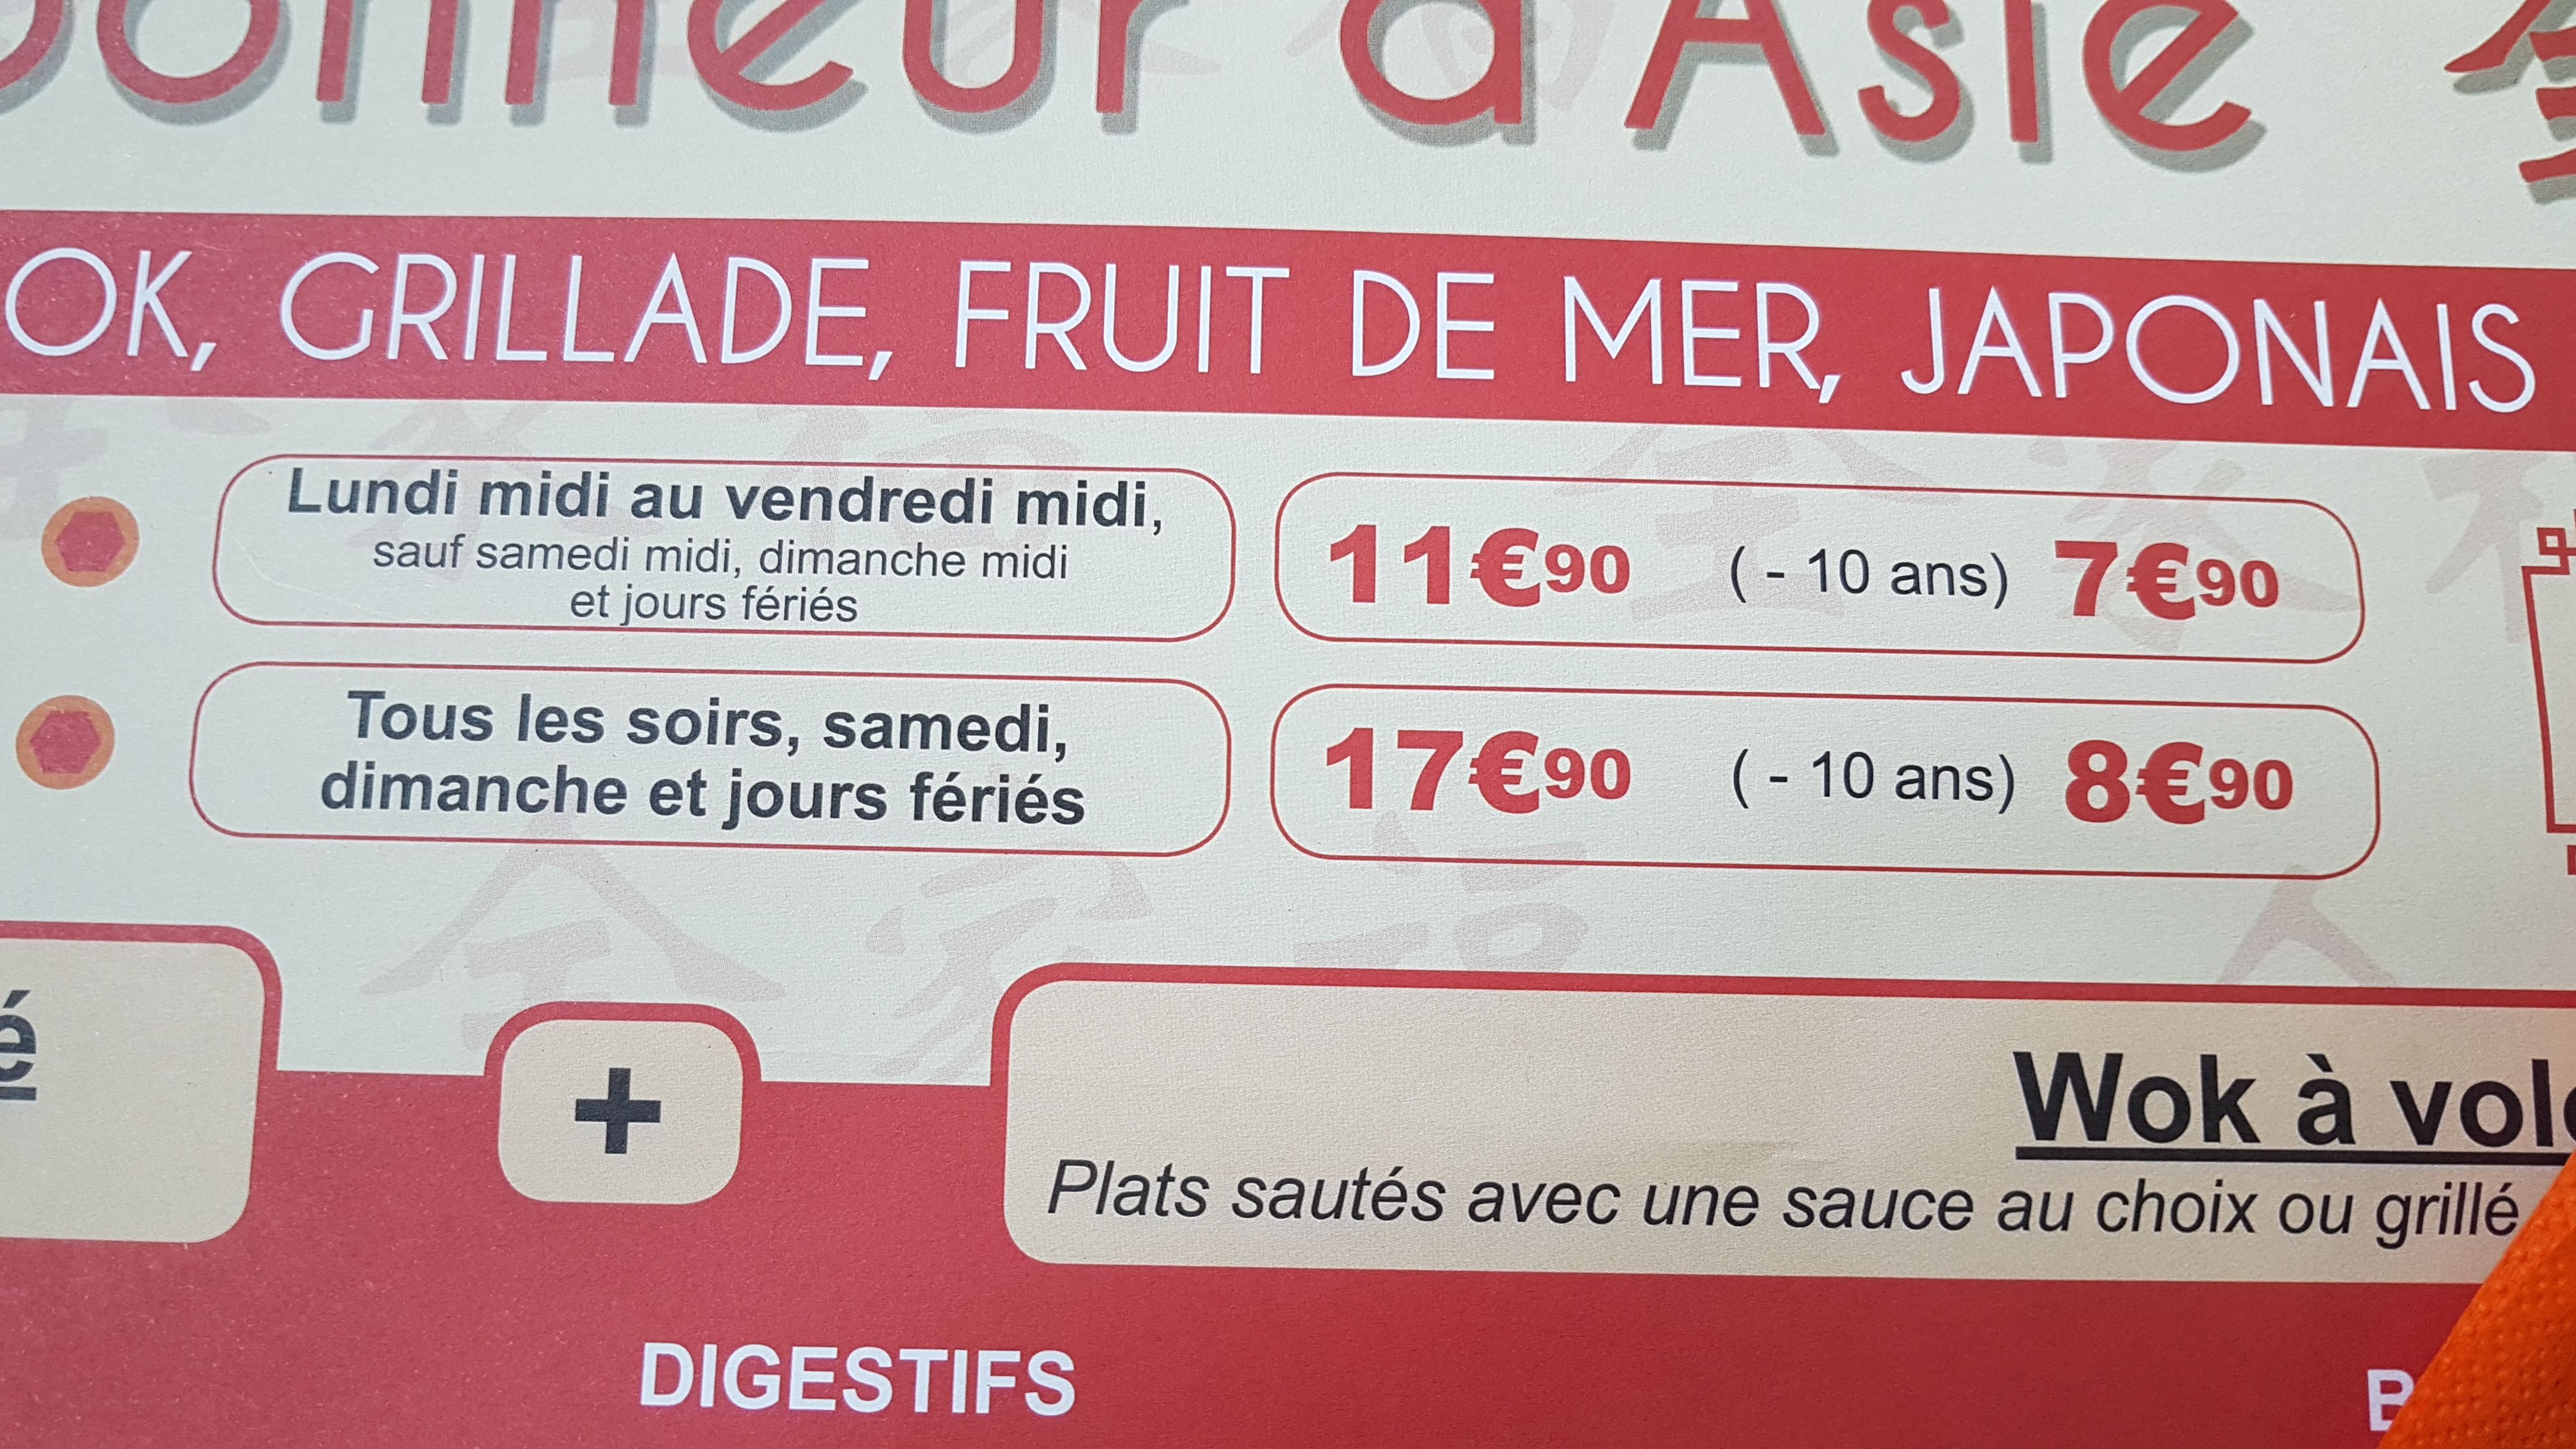 d'Asie
GRILLADE, FRUIT DE MER, JAPONAIS
Lundi midi au vendredi midi,
sauf samedi midi, dimanche midi
et jours fériés
11€90 ( - 10 ans) 7€90
Tous les soirs, samedi,
dimanche et jours fériés
17€90 ( - 10 ans) 8€90
+
Wok à
Plats sautés avec une sauce au choix ou grillé
DIGESTIFS